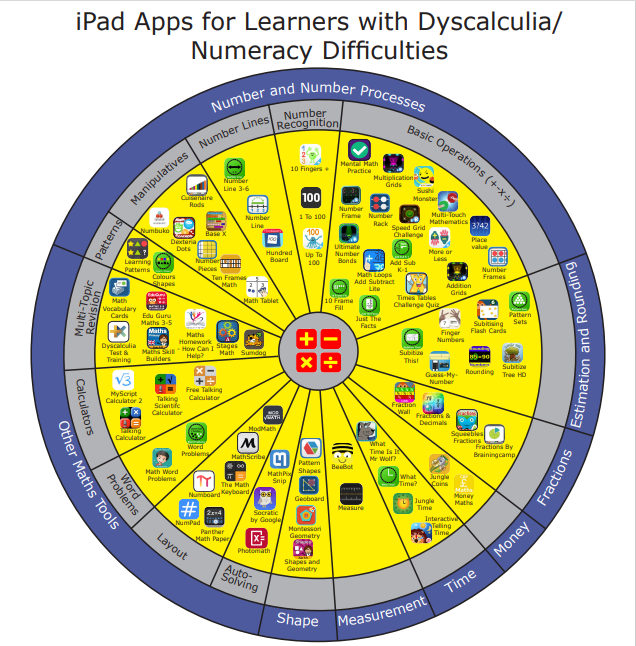 iPad Apps for Learners with Dyscalculia/
Numeracy Difficulties
Number and Number Processes
Number
Recognition
10 Fingers +
100
1 To 100
100
Up To
100
Basic Operations (+-×÷)
Mental Math
Practice
Multiplication
Grids
Sushi
Monster
Multi-Touch
Mathematics
3742
Place
value
Number
Frames
Number
Frame
Number
Rack
Speed Grid
Challenge
More or
Less
Addition
Grids
Ultimate
Number
Bonds
Math Loops
Add Subtract
Lite
Add Sub
K-1
Times Tables
Challenge Quiz
10 Frame
Fill
Just The
Facts
Estimation and Rounding
Pattern
Sets
Subitising
Flash Cards
Finger
Numbers
Subitize
This!
Guess-My-
Number
Rounding
Subitize
Tree HD
Fractions
Fraction
Wall
Fractions &
Decimals
Squeebles
Fractions
Fractions By
Brainingcamp
Money
Jungle
Coins
Money
Maths
Time
What
Time Is It
Mr Wolf?
What
Time?
Jungle
Time
Interactive
Telling
Time
Measurement
BeeBot
Measure
Shape
Pattern
Shapes
Geoboard
Montessori
Geometry
Shapes and
Geometry
Other Maths Tools
Auto-
Solving
MathPix
Snip
Socratic
by Google
Photomath
Layout
MOD
MATH
ModMath
MathScribe
The Math
Keyboard
Numboard
NumPad
2x=4
Panther
Math Paper
Word
Problems
Word
Problems
Math Word
Problems
Calculators
MyScript
Calculator 2
Talking
Scientifc
Calculator
Free Talking
Calculator
Talking
Calculator
Multi-Topic
Revision
Math
Vocabulary
Cards
Edu Guru
Maths 3-5
Dyscalculia
Test &
Training
Maths
Maths Skill
Builders
Maths
Homework
- How Can I
Help?
Stages
Math
Sumdog
Patterns
Learning
Patterns
Colours
Shapes
Manipulatives
Cuisenaire
Rods
Numbuko
Dexteria
Dots
Base X
Number
Pieces
Ten Frames
Math
Math Tablet
Number Lines
Number
Line 3-6
Number
Line
Hundred
Board